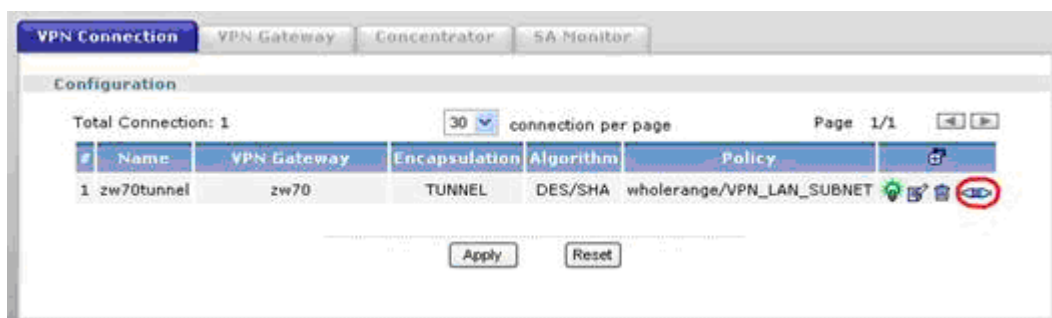 VPN Connection VPN Gateway Concentrator SA Monitor
Configuration
Total Connection: 1 30 connection per page Page 1/1
# Name VPN Gateway Encapsulation Algorithm Policy
1 zw70tunnel zw70 TUNNEL DES/SHA wholerange/VPN_LAN_SUBNET
Apply Reset